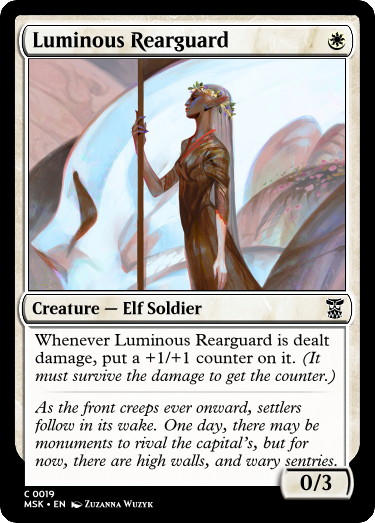 Luminous Rearguard
Creature — Elf Soldier
Whenever Luminous Rearguard is dealt
damage, put a +1/+1 counter on it. (It
must survive the damage to get the counter.)
As the front creeps ever onward, settlers
follow in its wake. One day, there may be
monuments to rival the capital's, but for
now, there are high walls, and wary sentries.
0/3
C 0019
MSK • EN Zuzanna Wuzyk